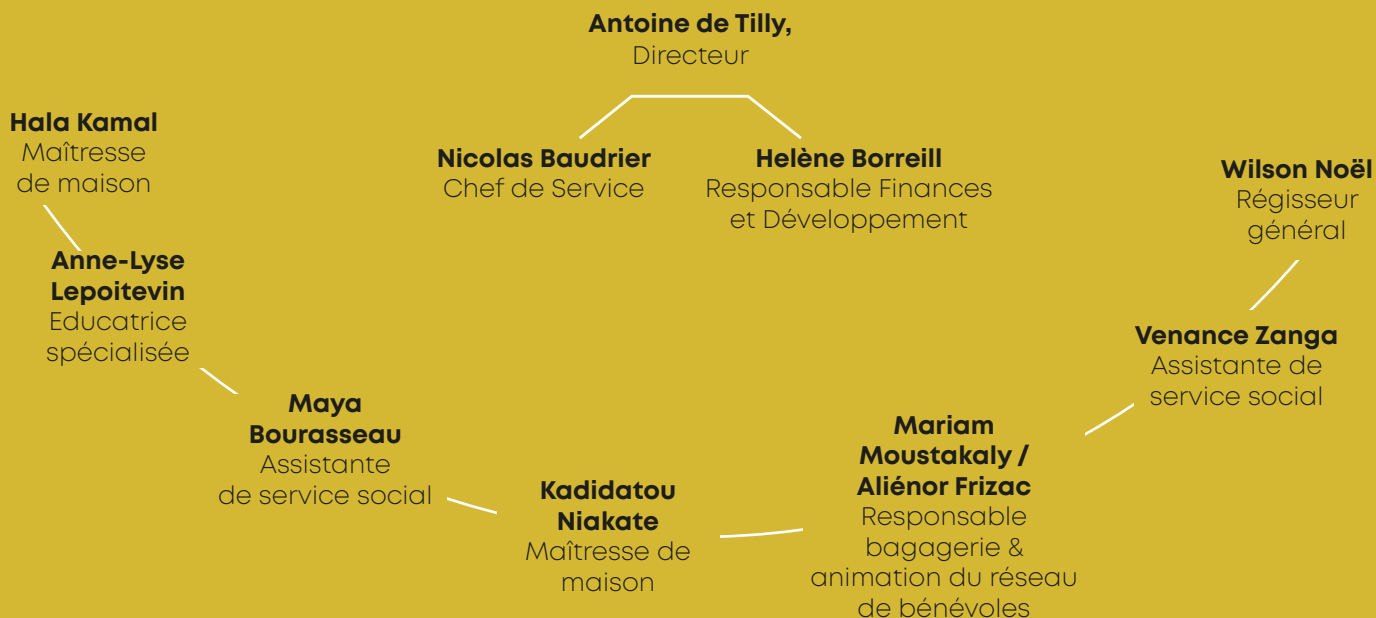 Antoine de Tilly,
Directeur
Nicolas Baudrier
Chef de Service
Helène Borreill
Responsable Finances
et Développement
Hala Kamal
Maîtresse
de maison
Anne-Lyse
Lepoitevin
Educatrice
spécialisée
Maya
Bourasseau
Assistante
de service social
Kadidatou
Niakate
Maîtresse de
maison
Mariam
Moustakaly /
Aliénor Frizac
Responsable
bagagerie &
animation du réseau
de bénévoles
Venance Zanga
Assistante de
service social
Wilson Noël
Régisseur
général